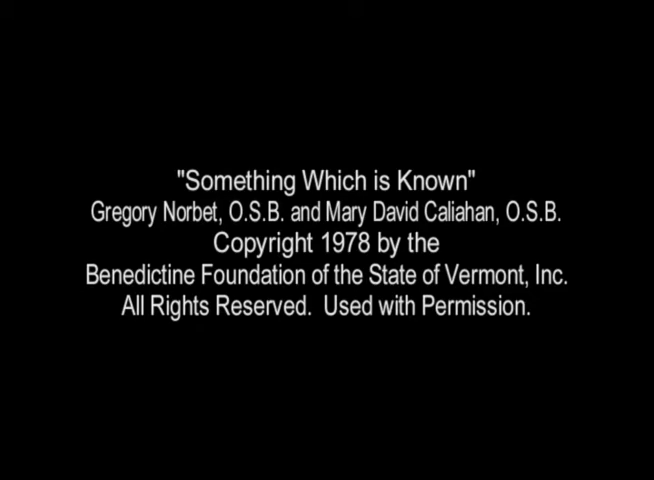 "Something Which is Known"
Gregory Norbet, O.S.B. and Mary David Caliahan, O.S.B.
Copyright 1978 by the
Benedictine Foundation of the State of Vermont, Inc.
All Rights Reserved.  Used with Permission.